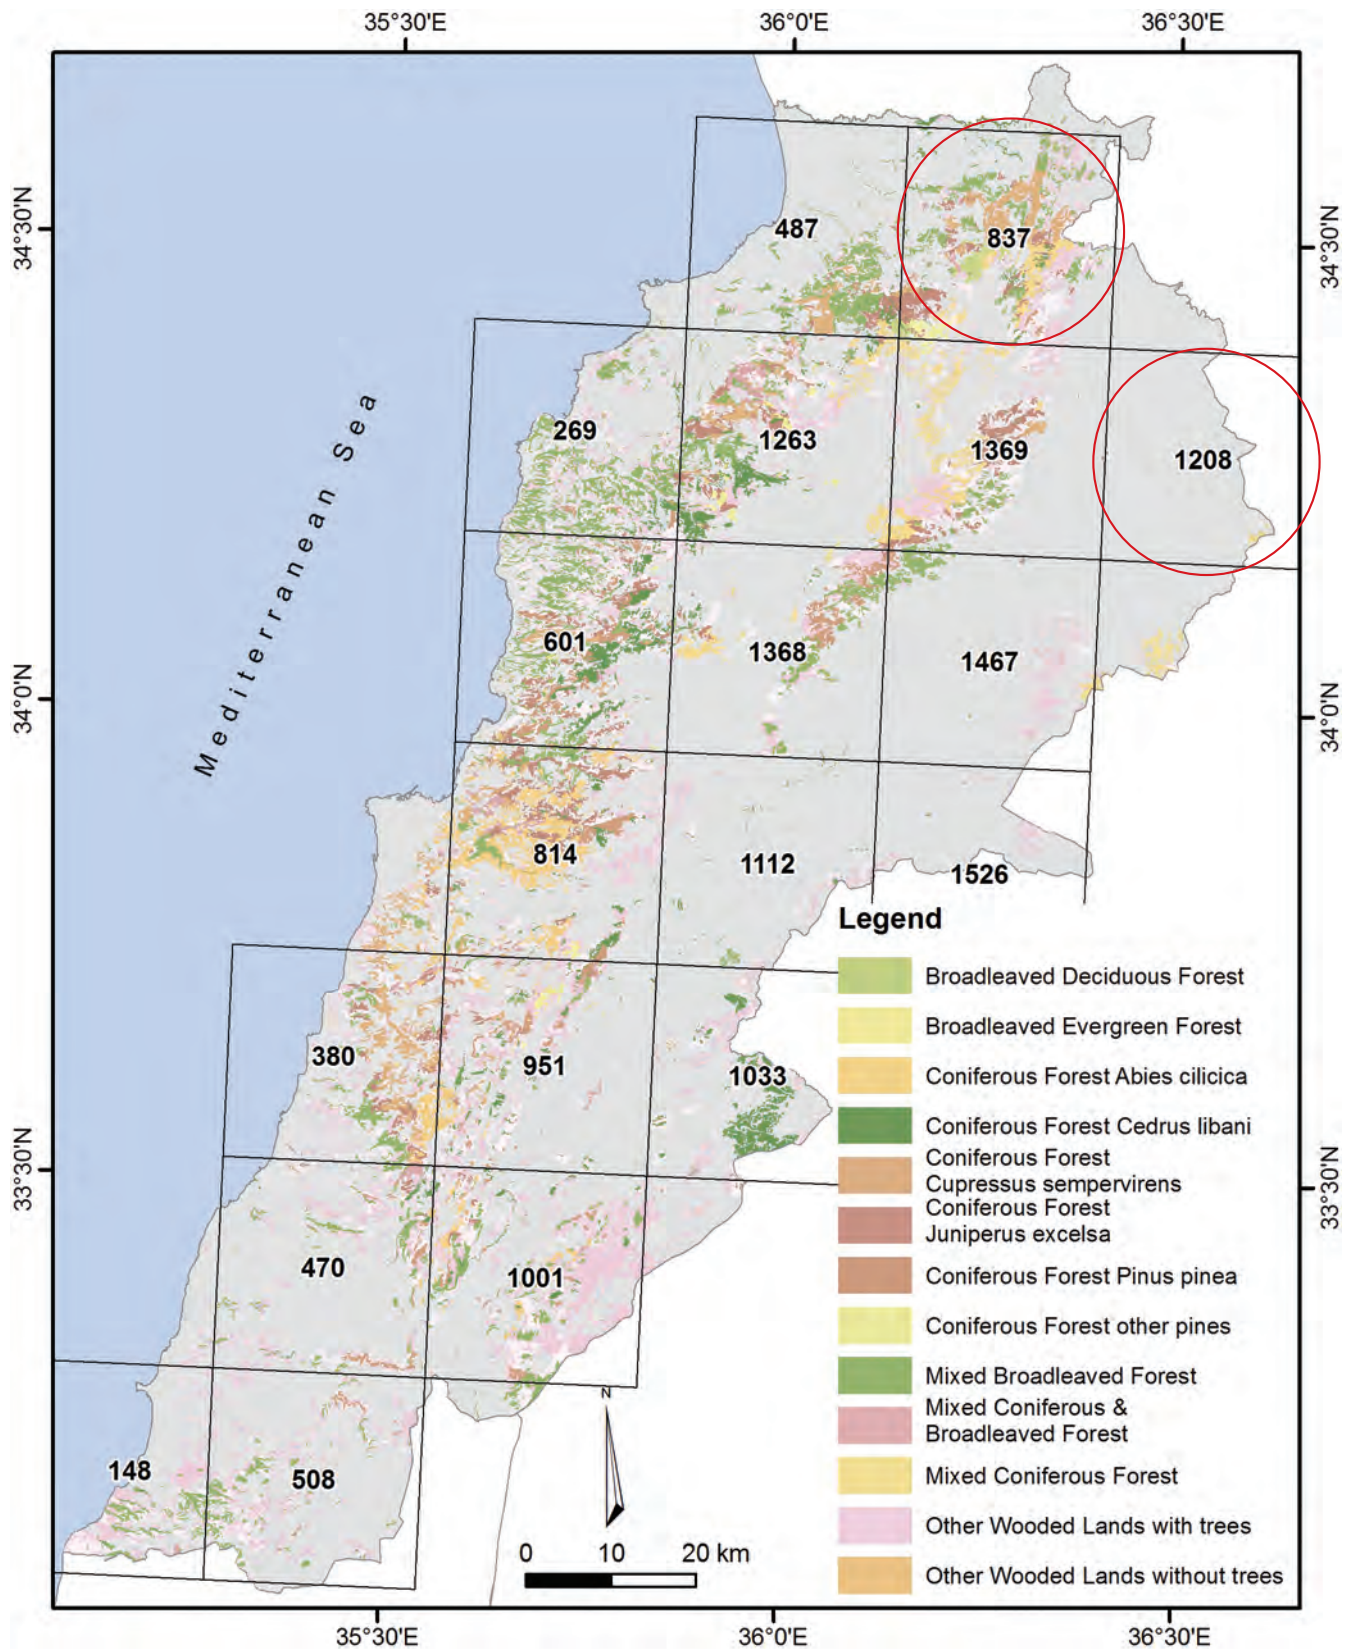 35°30'E 36°0'E 36°30'E
34°30'N
34°30'N
34°0'N
34°0'N
33°30'N
33°30'N
Mediterranean Sea
487
837
269
1263
1369
1208
601
1368
1467
814
1112
1526
380
951
1033
470
1001
148
508
Legend
Broadleaved Deciduous Forest
Broadleaved Evergreen Forest
Coniferous Forest Abies cilicica
Coniferous Forest Cedrus libani
Coniferous Forest
Cupressus sempervirens
Coniferous Forest
Juniperus excelsa
Coniferous Forest Pinus pinea
Coniferous Forest other pines
Mixed Broadleaved Forest
Mixed Coniferous &
Broadleaved Forest
Mixed Coniferous Forest
Other Wooded Lands with trees
Other Wooded Lands without trees
N
0 10 20 km
35°30'E 36°0'E 36°30'E